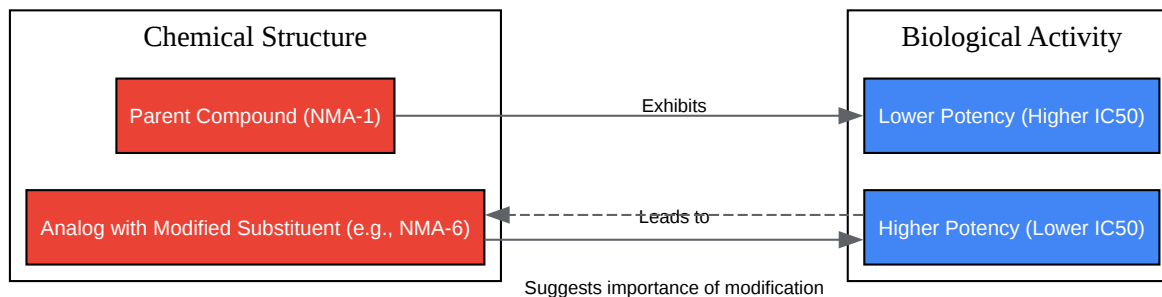 Chemical Structure
Biological Activity
Parent Compound (NMA-1)
Exhibits
Lower Potency (Higher IC50)
Analog with Modified Substituent (e.g., NMA-6)
Leads to
Higher Potency (Lower IC50)
Suggests importance of modification